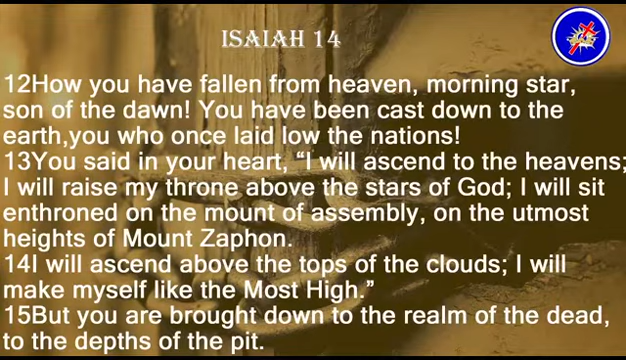 ISAIAH 14
12How you have fallen from heaven, morning star,
son of the dawn! You have been cast down to the
earth,you who once laid low the nations!
13You said in your heart, “I will ascend to the heavens;
I will raise my throne above the stars of God; I will sit
enthroned on the mount of assembly, on the utmost
heights of Mount Zaphon.
14I will ascend above the tops of the clouds; I will
make myself like the Most High.”
15But you are brought down to the realm of the dead,
to the depths of the pit.